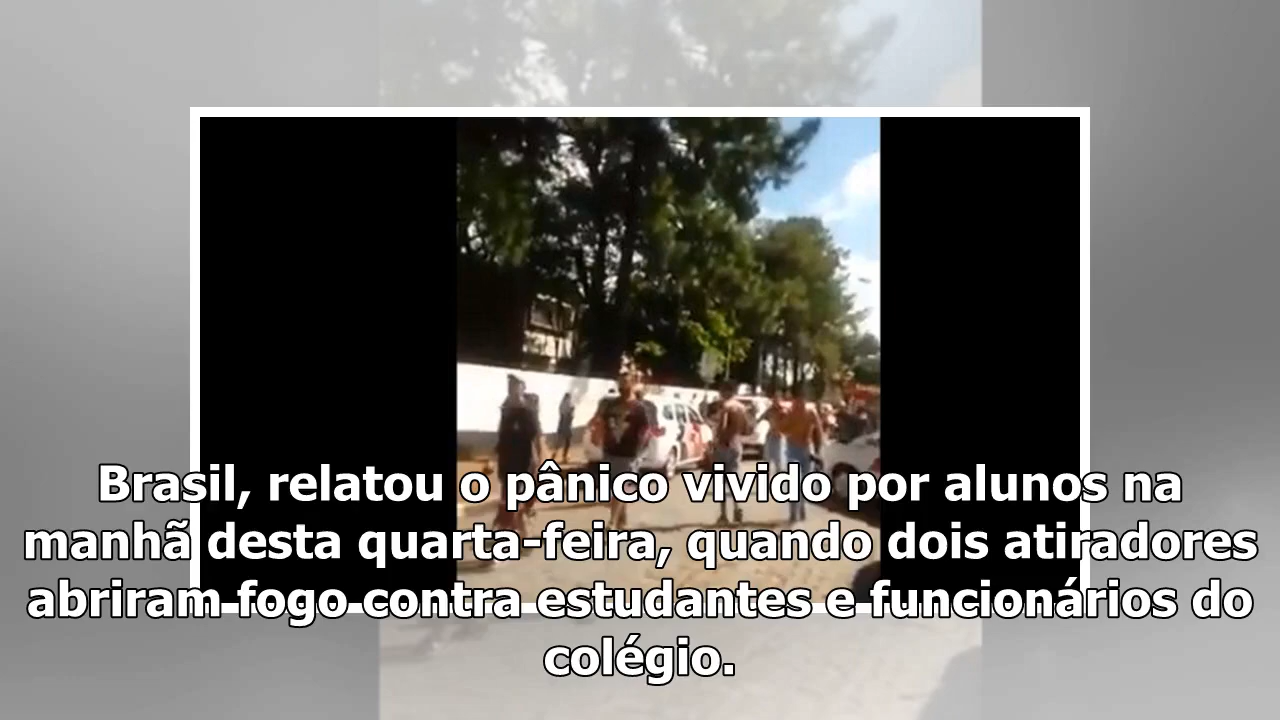 Brasil, relatou o pânico vivido por alunos na
manhã desta quarta-feira, quando dois atiradores
abriram fogo contra estudantes e funcionários do
colégio.